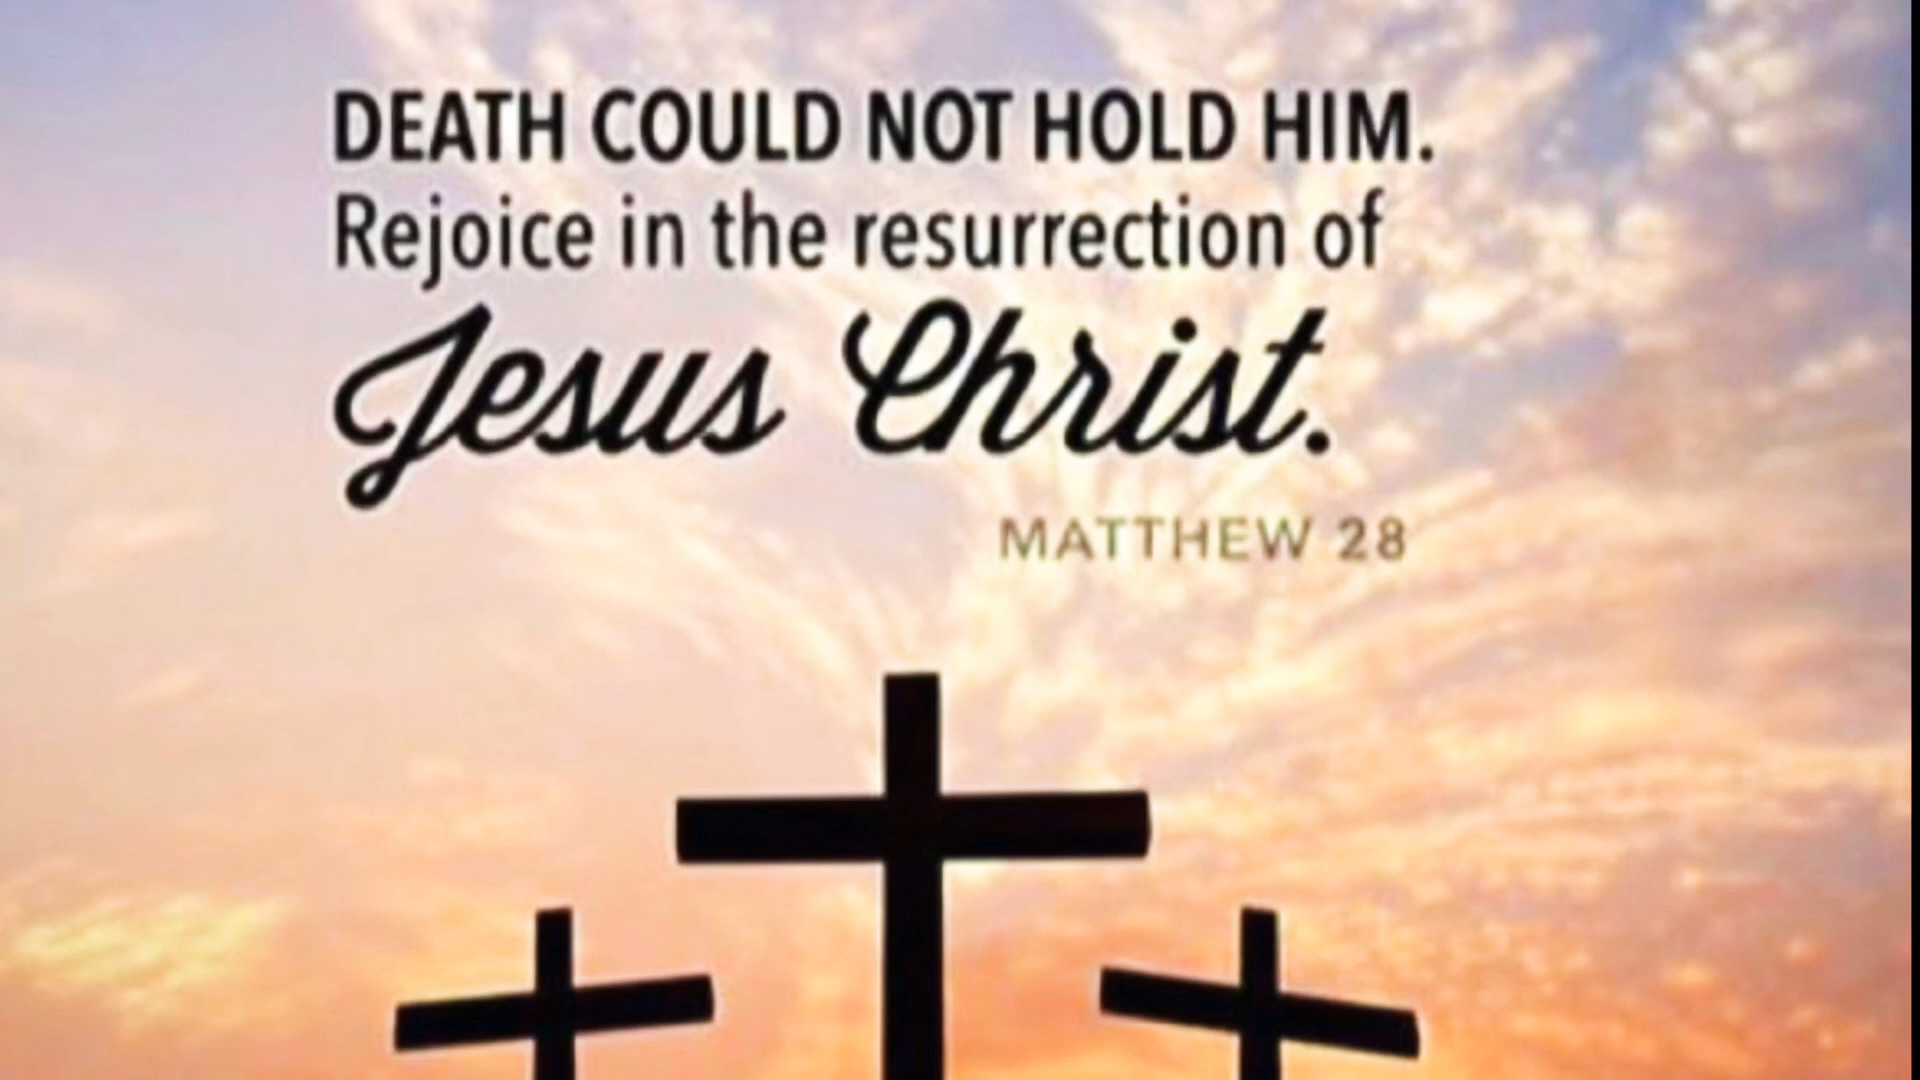 DEATH COULD NOT HOLD HIM.
Rejoice in the resurrection of
Jesus Christ.
MATTHEW 28